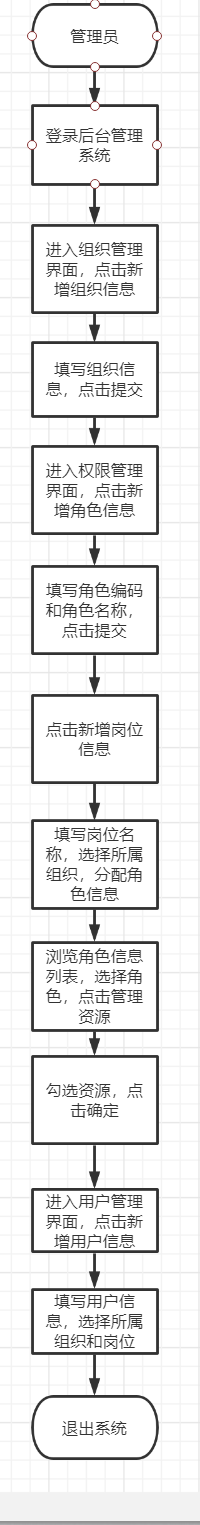 管理员
登录后台管理
系统
进入组织管理
界面，点击新
增组织信息
填写组织信
息，点击提交
进入权限管理
界面，点击新
增角色信息
填写角色编码
和角色名称，
点击提交
点击新增岗位
信息
填写岗位名
称，选择所属
组织，分配角
色信息
浏览角色信息
列表，选择角
色，点击管理
资源
勾选资源，点
击确定
进入用户管理
界面，点击新
增用户信息
填写用户信
息，选择所属
组织和岗位
退出系统